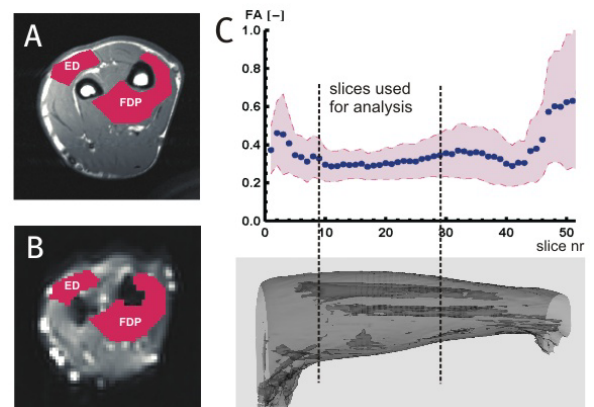 A
ED
FDP
B
ED
FDP
C
FA [–]
1.0
0.8
0.6
0.4
0.2
0.0
slices used
for analysis
0 10 20 30 40 50
slice nr